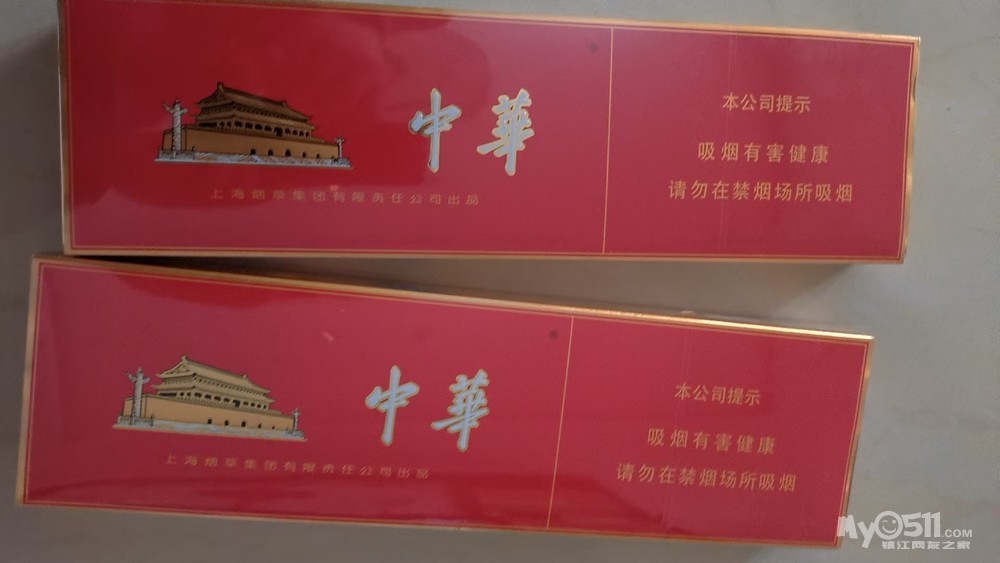 中華
上海烟草集团有限责任公司出品
本公司提示
吸烟有害健康
请勿在禁烟场所吸烟
中華
上海烟草集团有限责任公司出品
本公司提示
吸烟有害健康
请勿在禁烟场所吸烟
My0511.COM
镇江网友之家